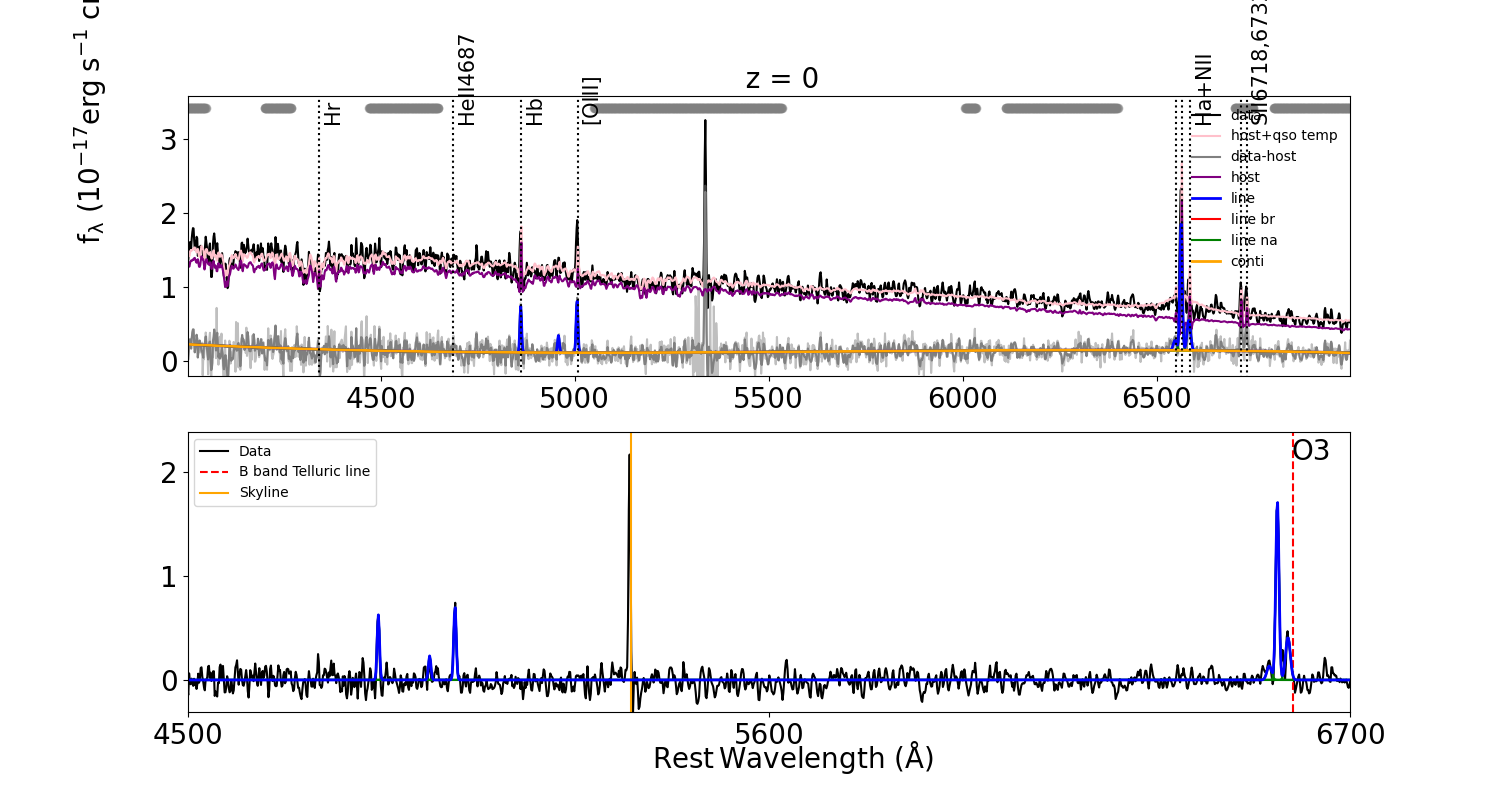 z = 0
f_λ (10^−17 erg s^−1
Hr
HeII4687
Hb
[OIII]
Ha+NII
SII6718,673
3
2
1
0
data
host+qso temp
data-host
host
line
line br
line na
conti
4500
5000
5500
6000
6500
2
1
0
Data
B band Telluric line
Skyline
O3
4500
5600
6700
Rest Wavelength (Å)